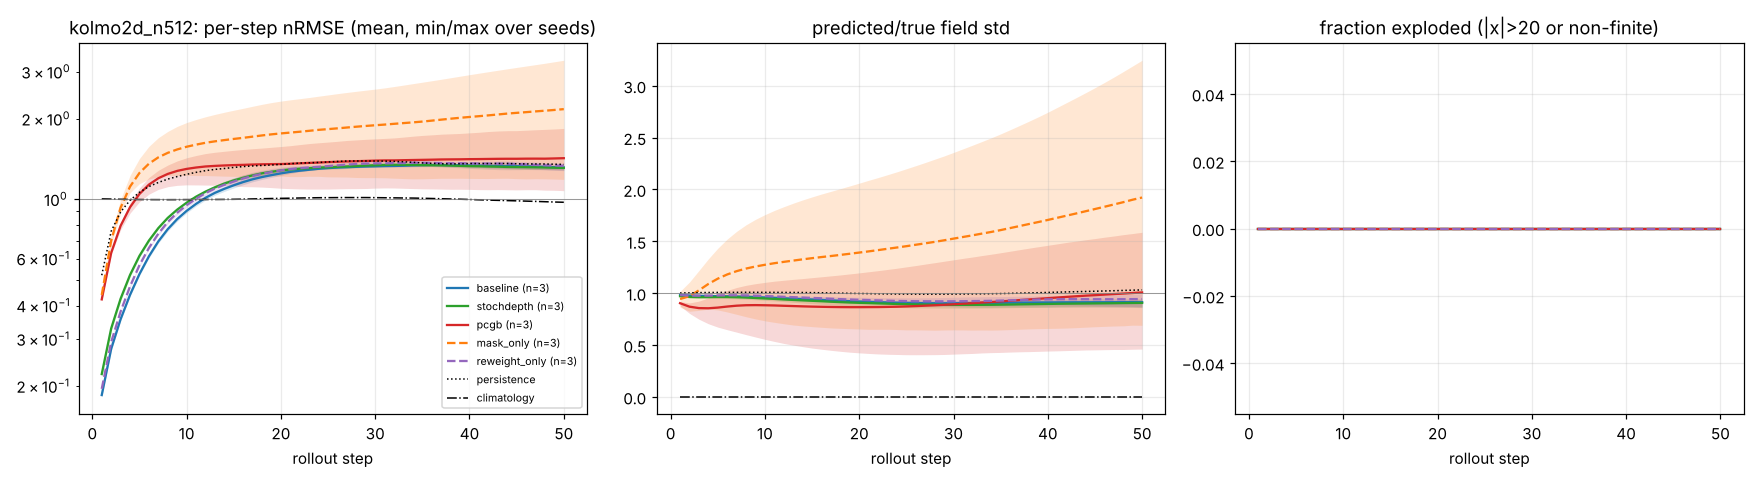 kolmo2d_n512: per-step nRMSE (mean, min/max over seeds)
3 × 10⁰
2 × 10⁰
10⁰
6 × 10⁻¹
4 × 10⁻¹
3 × 10⁻¹
2 × 10⁻¹
0 10 20 30 40 50
rollout step
baseline (n=3)
stochdepth (n=3)
pcgb (n=3)
mask_only (n=3)
reweight_only (n=3)
persistence
climatology
predicted/true field std
3.0
2.5
2.0
1.5
1.0
0.5
0.0
0 10 20 30 40 50
rollout step
fraction exploded (|x|>20 or non-finite)
0.04
0.02
0.00
−0.02
−0.04
0 10 20 30 40 50
rollout step